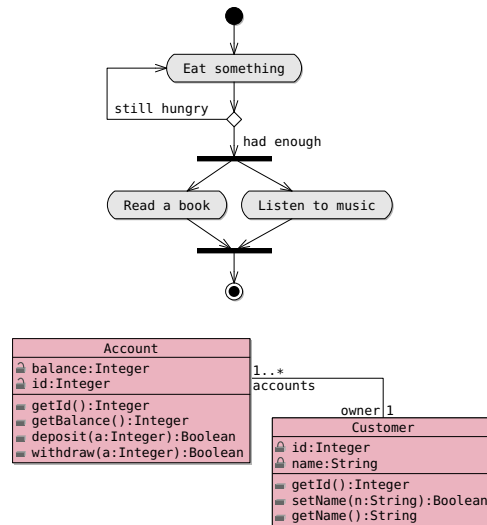 Eat something
still hungry
had enough
Read a book
Listen to music
Account
balance:Integer
id:Integer
getId():Integer
getBalance():Integer
deposit(a:Integer):Boolean
withdraw(a:Integer):Boolean
1..*
accounts
owner 1
Customer
id:Integer
name:String
getId():Integer
setName(n:String):Boolean
getName():String